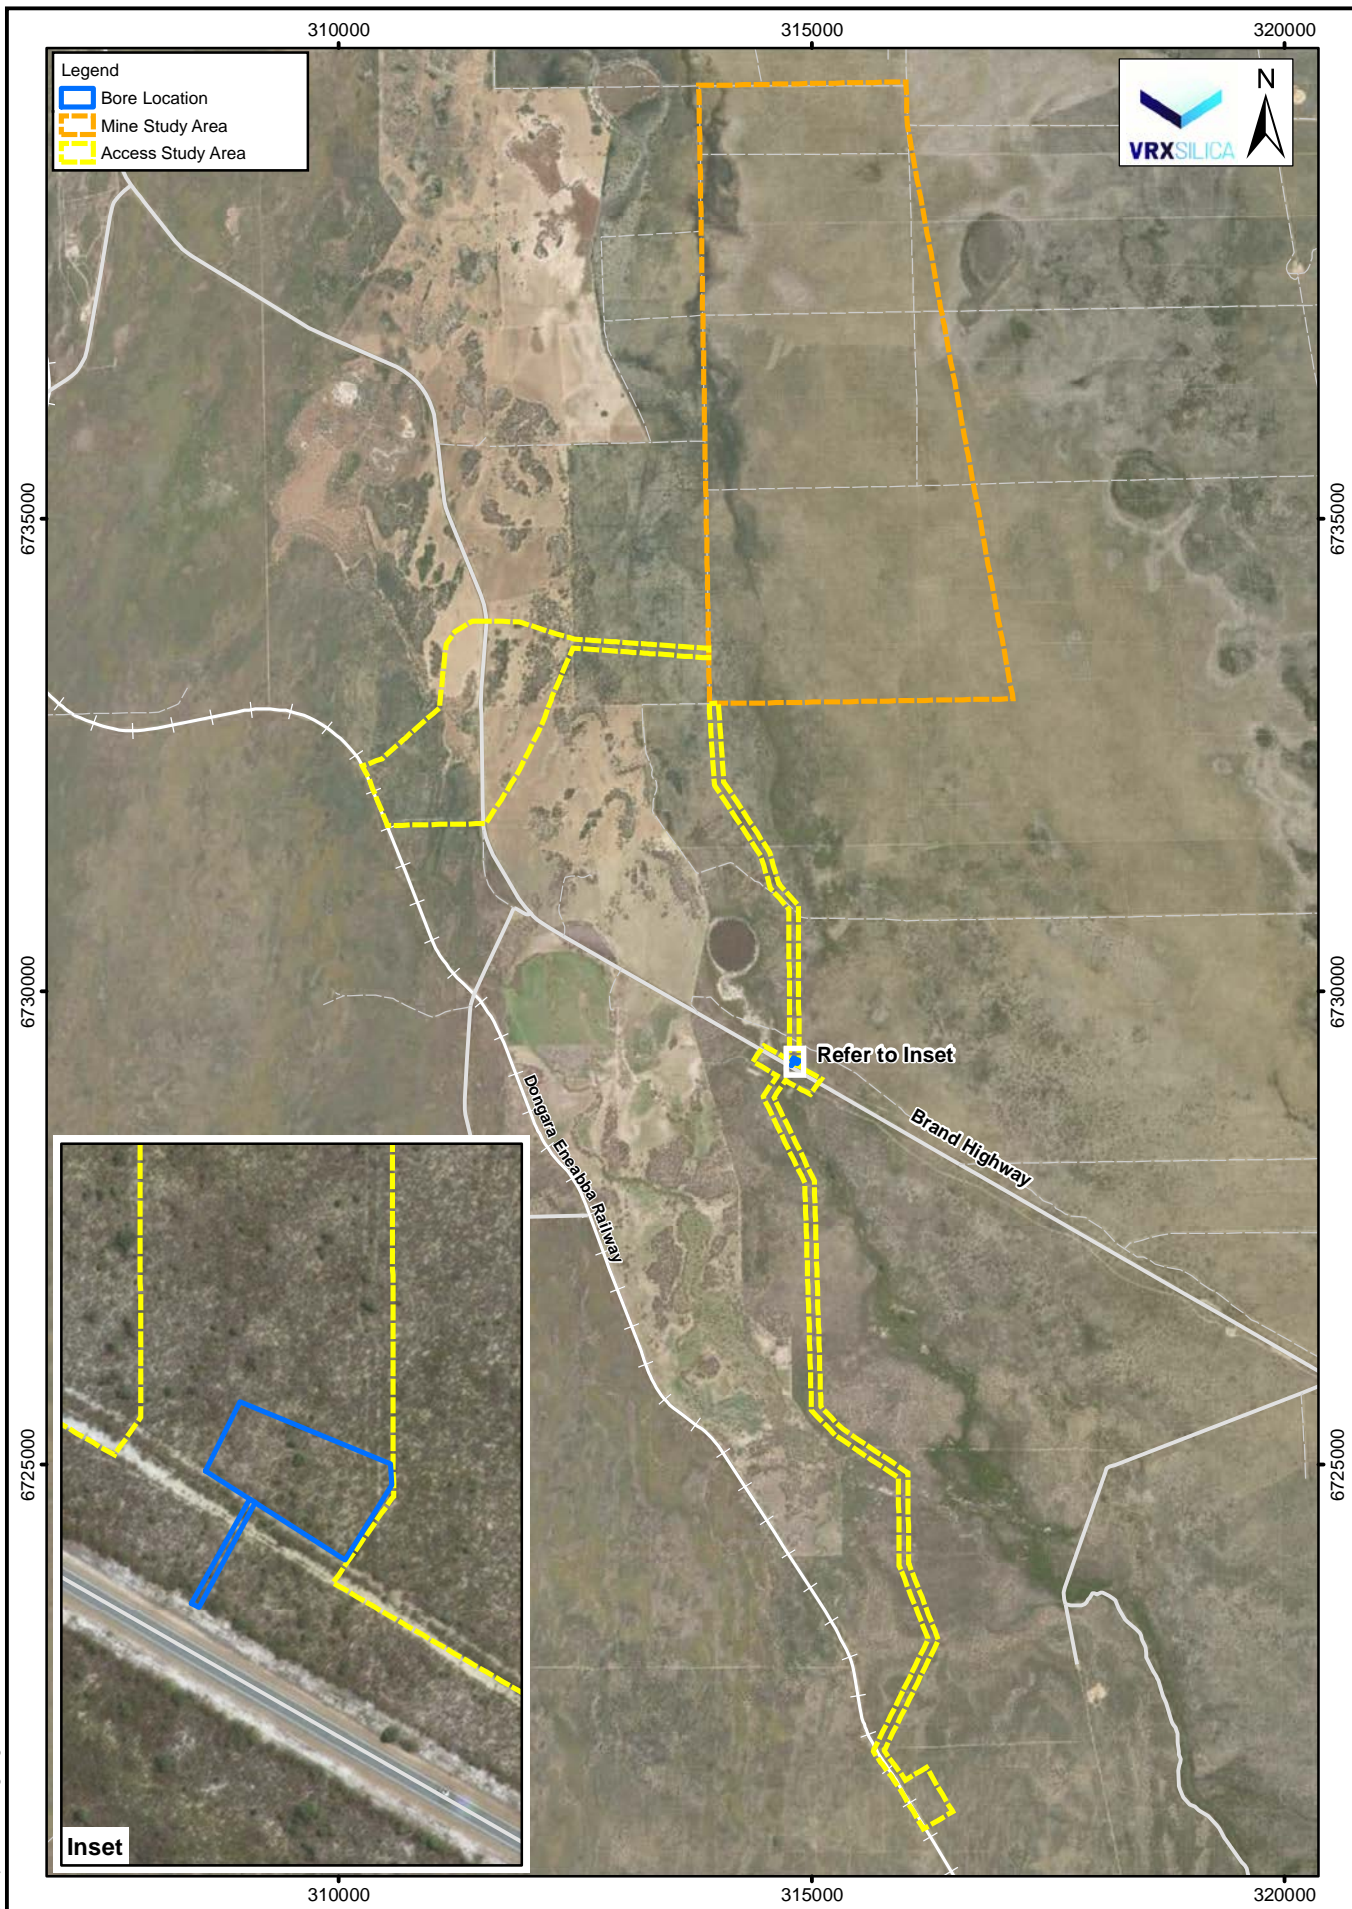 310000
315000
320000
Legend
Bore Location
Mine Study Area
Access Study Area
N
VRXSILICA
6735000
6735000
6730000
6730000
Refer to Inset
Dongara Eneabba Railway
Brand Highway
6725000
6725000
Inset
310000
315000
320000